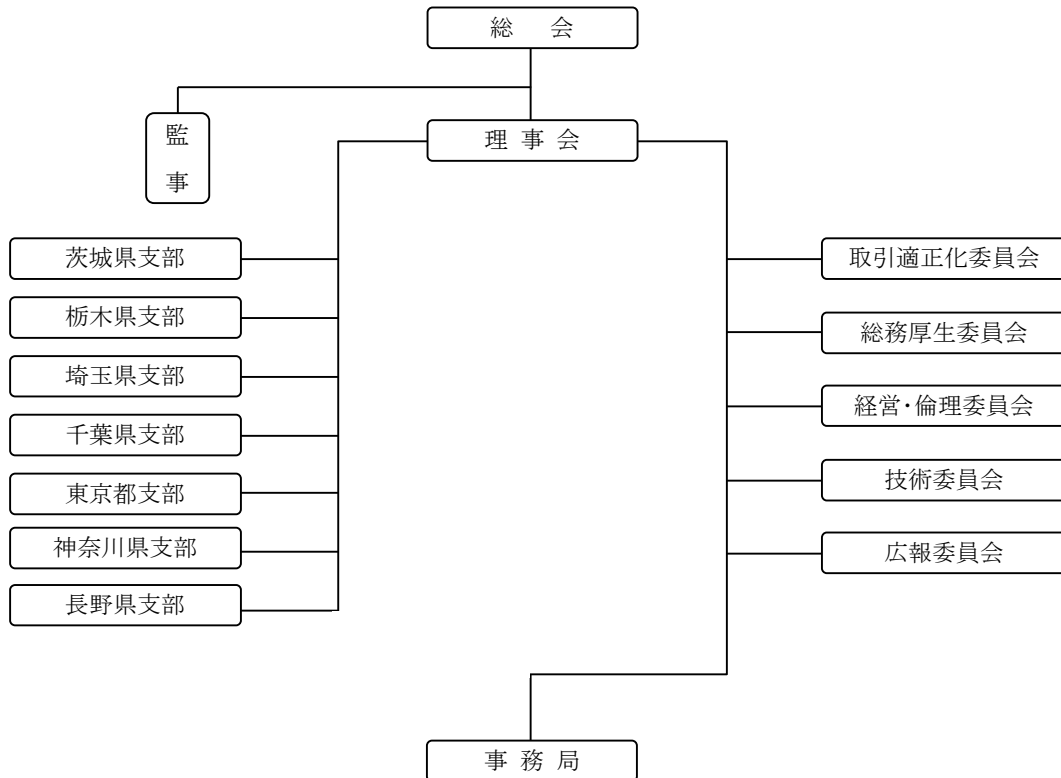 総　会
監
事
理 事 会
茨城県支部
栃木県支部
埼玉県支部
千葉県支部
東京都支部
神奈川県支部
長野県支部
取引適正化委員会
総務厚生委員会
経営・倫理委員会
技術委員会
広報委員会
事 務 局